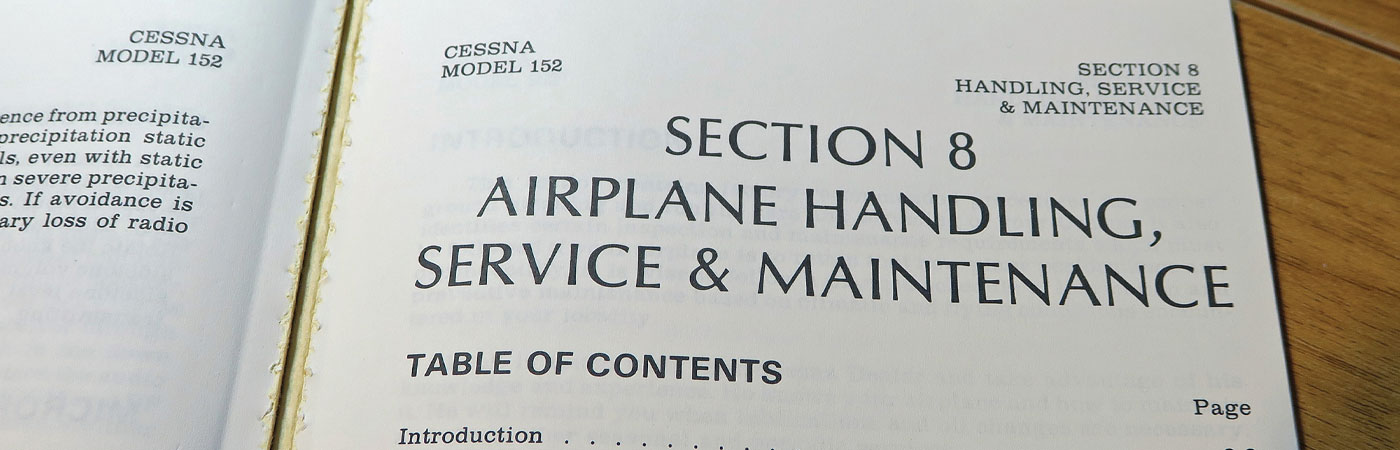 CESSNA
MODEL 152
ence from precipita-
precipitation static
ls, even with static
n severe precipita-
s. If avoidance is
ary loss of radio
CESSNA
MODEL 152
SECTION 8
HANDLING, SERVICE
& MAINTENANCE
SECTION 8
AIRPLANE HANDLING,
SERVICE & MAINTENANCE
TABLE OF CONTENTS
Page
Introduction . . . . . . . . . .